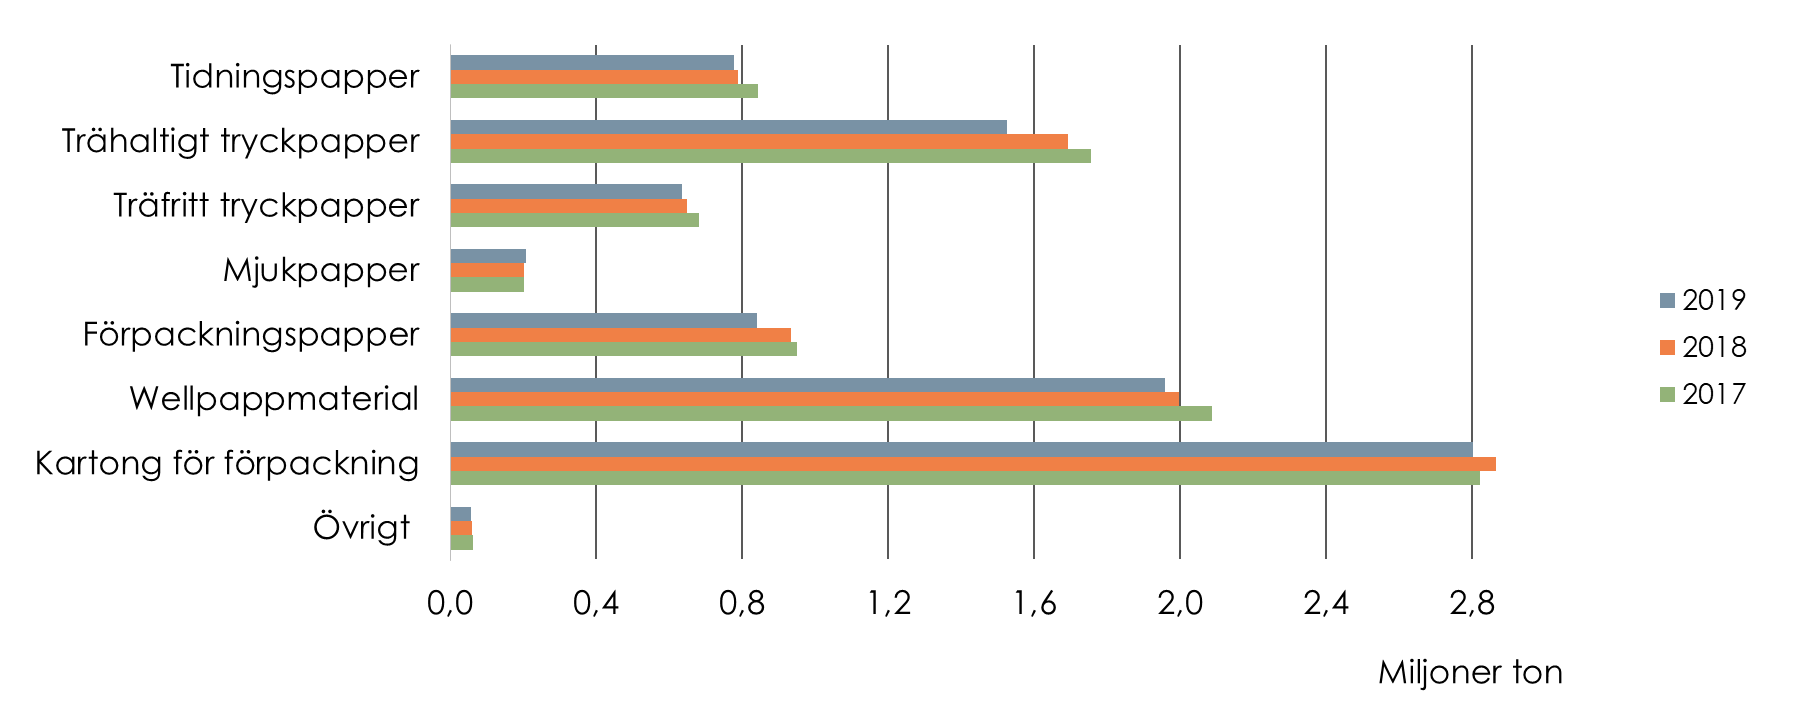 Tidningspapper
Trähaltigt tryckpapper
Träfritt tryckpapper
Mjukpapper
Förpackningspapper
Wellpappmaterial
Kartong för förpackning
Övrigt
0,0 0,4 0,8 1,2 1,6 2,0 2,4 2,8
Miljoner ton
2019
2018
2017